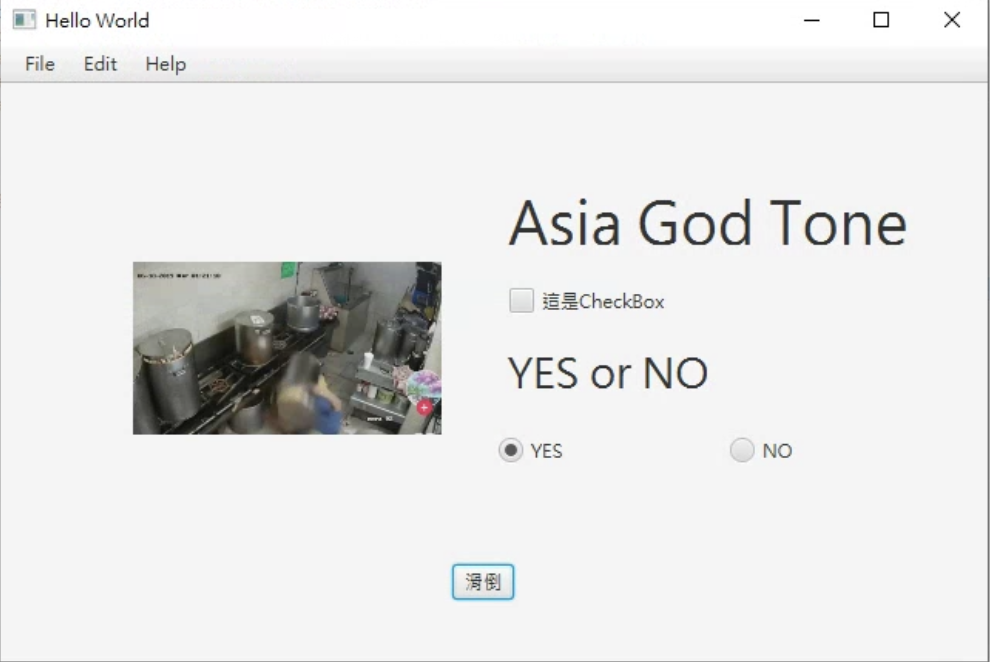 Hello World
File Edit Help
Asia God Tone
這是CheckBox
YES or NO
YES NO
滑倒